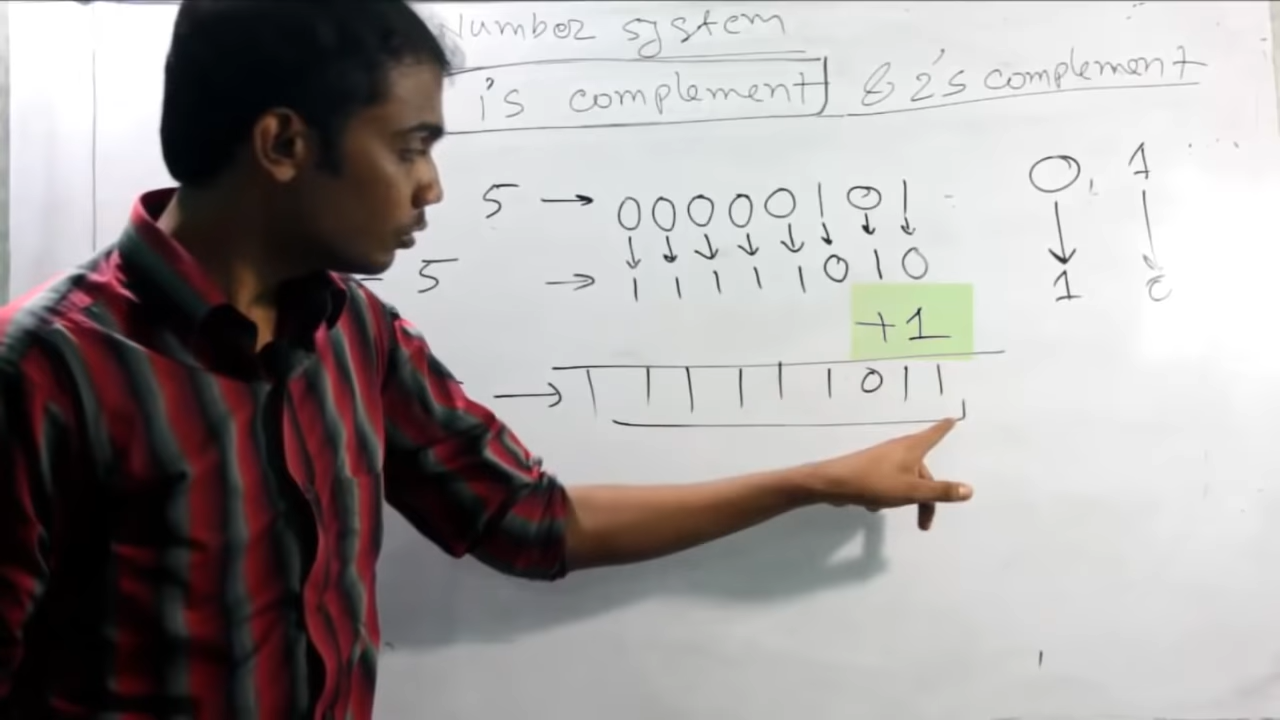 Number system
1's complement & 2's complement
5 → 0 0 0 0 0 1 0 1
0, 1 ...
- 5 → 1 1 1 1 1 0 1 0
1 0
+1
→ 1 1 1 1 1 1 0 1 1